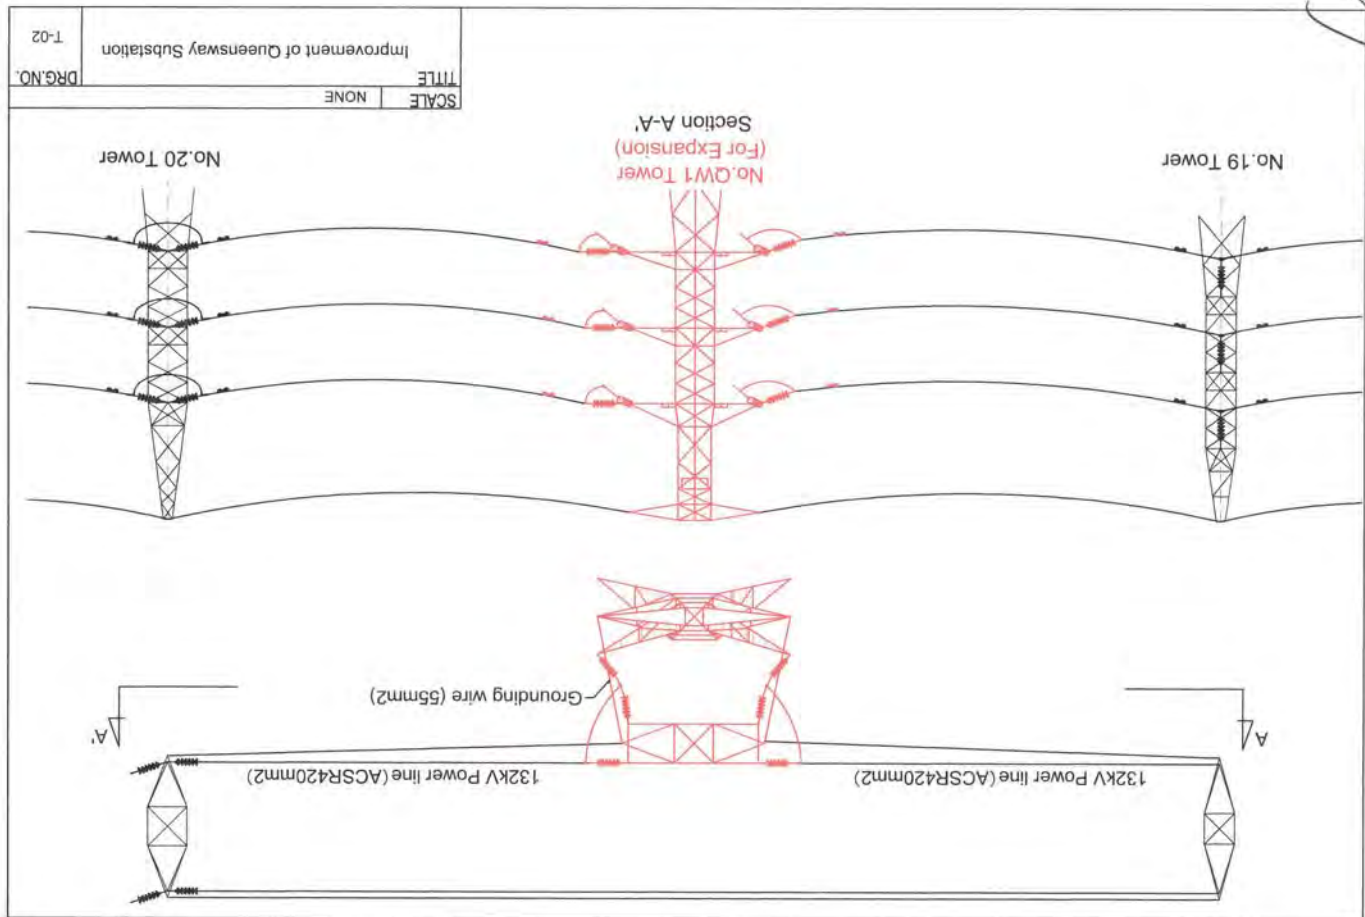 132kV Power line (ACSR420mm2)
132kV Power line (ACSR420mm2)
A
A'
Grounding wire (55mm2)
No.19 Tower
No.QW1 Tower
(For Expansion)
Section A-A'
No.20 Tower
SCALE NONE
TITLE
Improvement of Queensway Substation
DRG.NO.
T-02